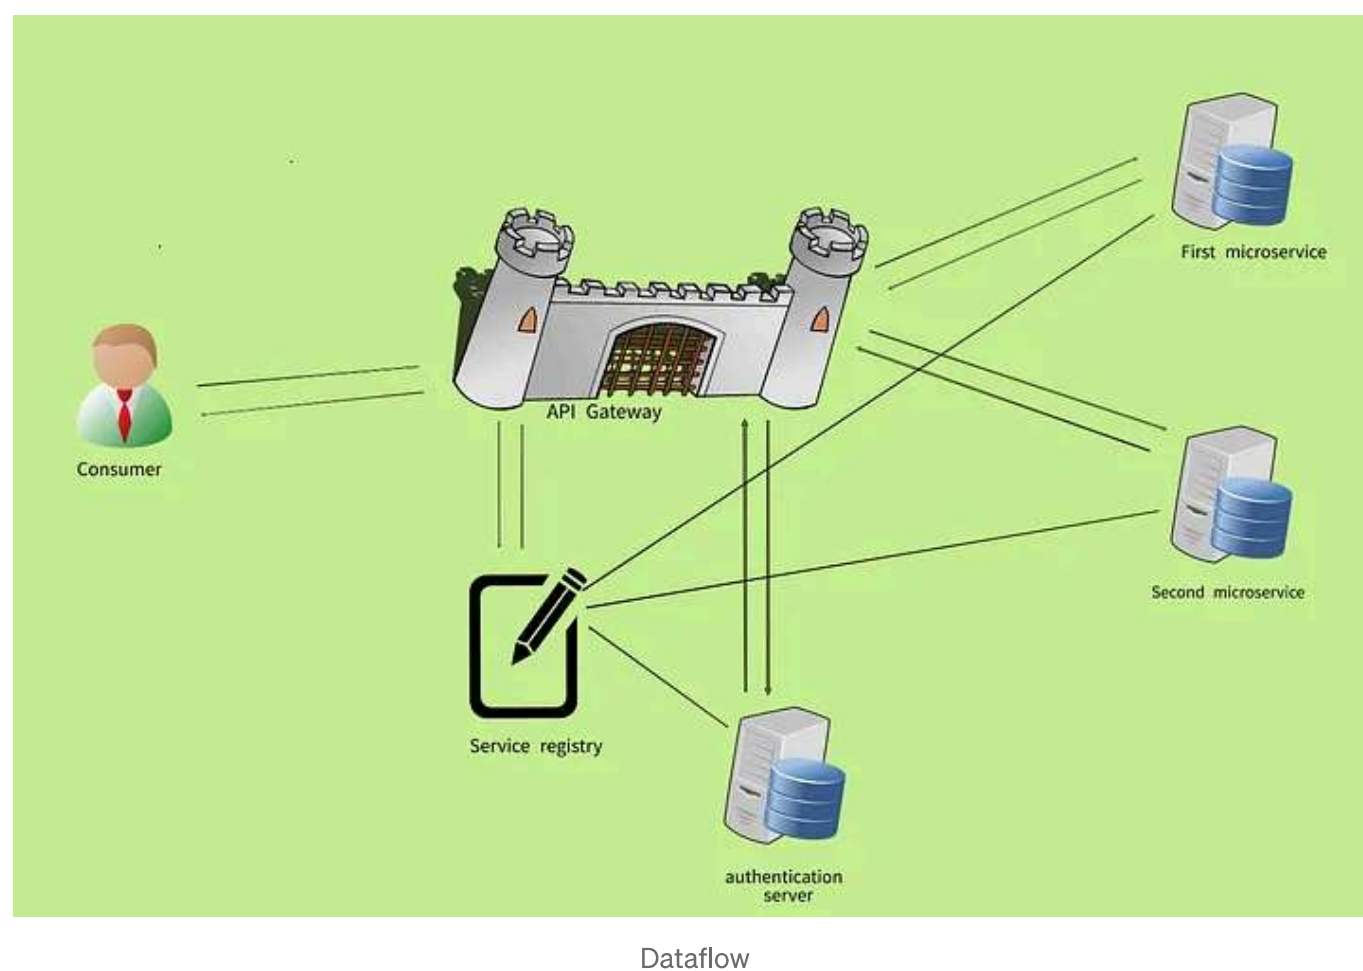 First microservice
API Gateway
Consumer
Second microservice
Service registry
authentication
server
Dataflow